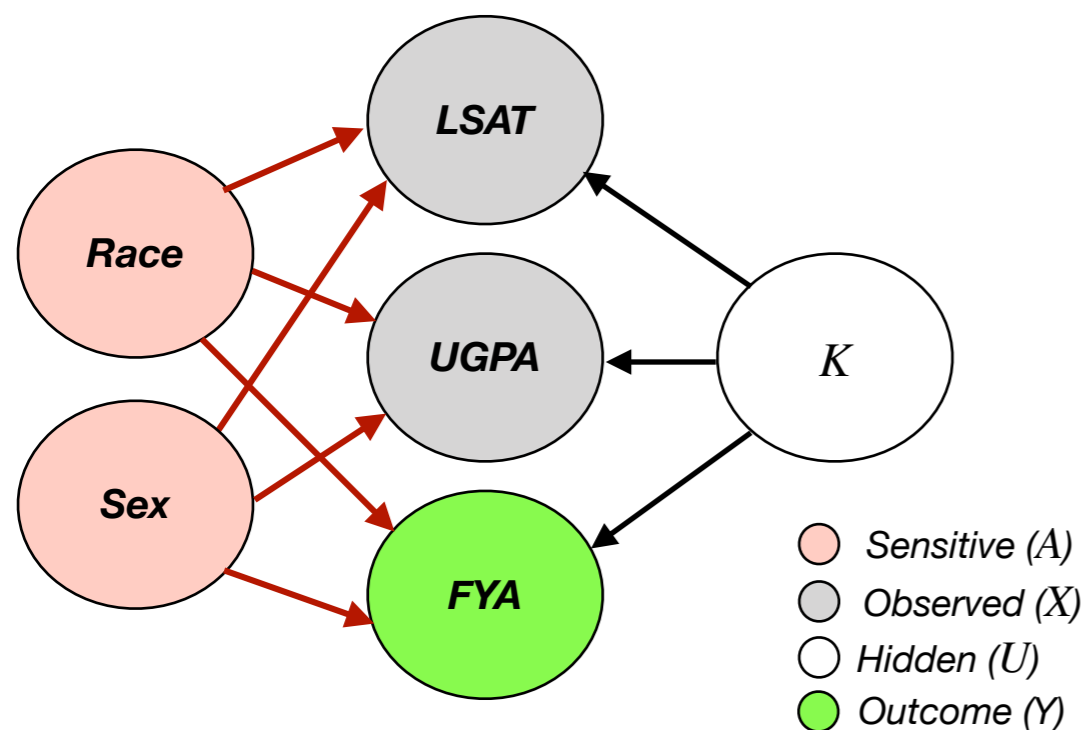 LSAT
Race
UGPA
K
Sex
FYA
Sensitive (A)
Observed (X)
Hidden (U)
Outcome (Y)